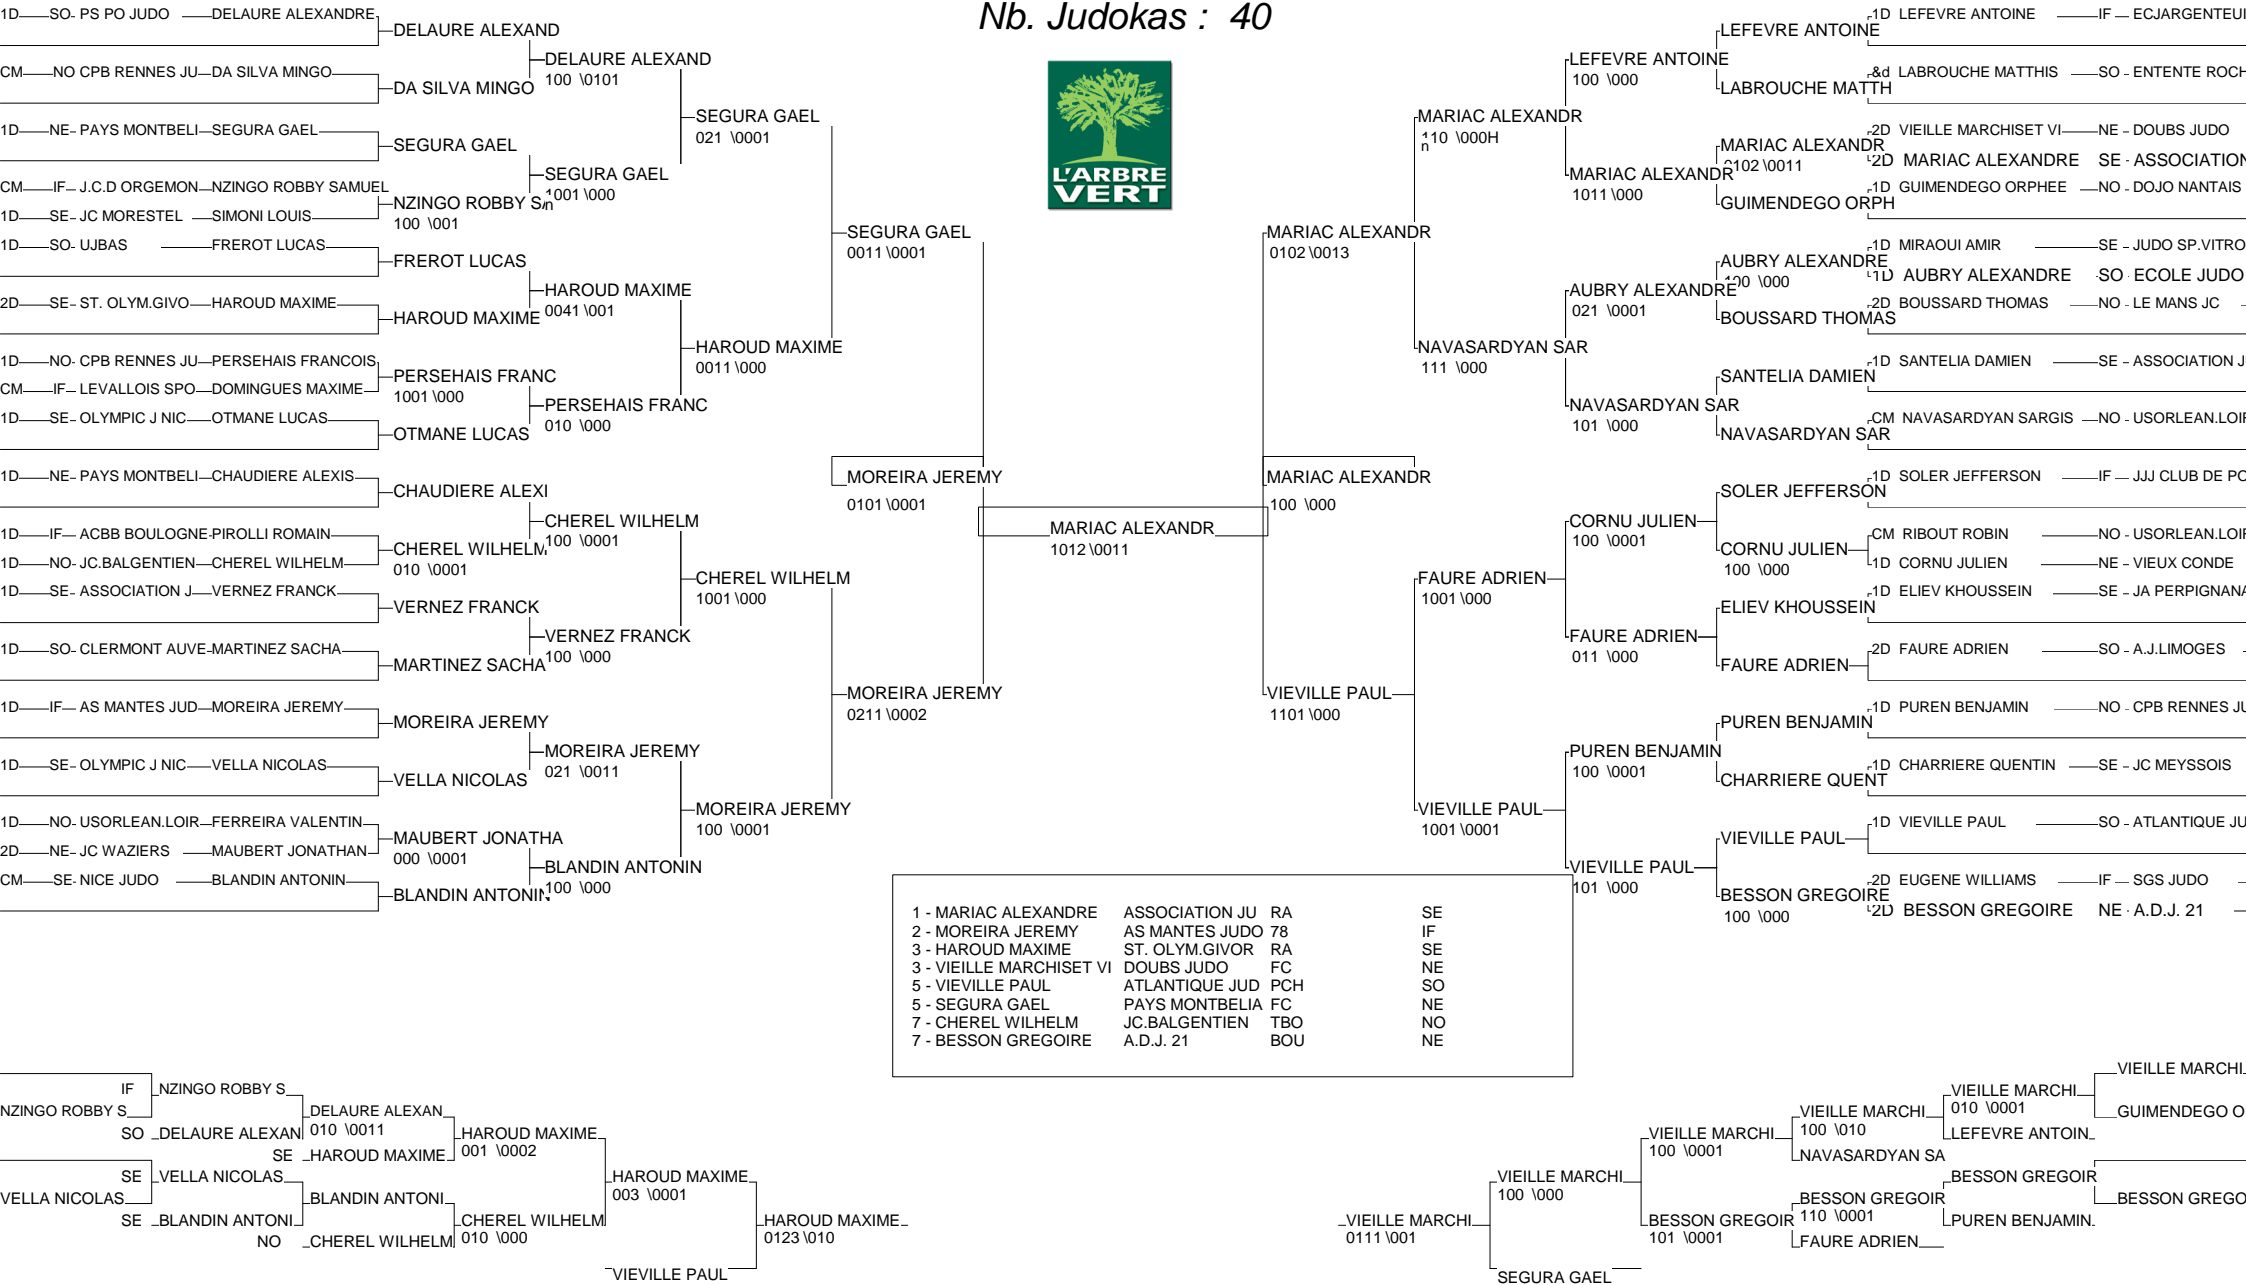 Nb. Judokas : 40
L'ARBRE
VERT
1D SO PS PO JUDO DELAURE ALEXANDRE
CM NO CPB RENNES JU DA SILVA MINGO
1D NE PAYS MONTBELI SEGURA GAEL
CM IF J.C.D ORGEMON NZINGO ROBBY SAMUEL
1D SE JC MORESTEL SIMONI LOUIS
1D SO UJBAS FREROT LUCAS
2D SE ST. OLYM.GIVO HAROUD MAXIME
1D NO CPB RENNES JU PERSEHAIS FRANCOIS
CM IF LEVALLOIS SPO DOMINGUES MAXIME
1D SE OLYMPIC J NIC OTMANE LUCAS
1D NE PAYS MONTBELI CHAUDIERE ALEXIS
1D IF ACBB BOULOGNE PIROLLI ROMAIN
1D NO JC.BALGENTIEN CHEREL WILHELM
1D SE ASSOCIATION J VERNEZ FRANCK
1D SO CLERMONT AUVE MARTINEZ SACHA
1D IF AS MANTES JUD MOREIRA JEREMY
1D SE OLYMPIC J NIC VELLA NICOLAS
1D NO USORLEAN.LOIR FERREIRA VALENTIN
2D NE JC WAZIERS MAUBERT JONATHAN
CM SE NICE JUDO BLANDIN ANTONIN
DELAURE ALEXAND
DA SILVA MINGO
SEGURA GAEL
NZINGO ROBBY SA
100 \001
FREROT LUCAS
HAROUD MAXIME
PERSEHAIS FRANC
1001 \000
OTMANE LUCAS
CHAUDIERE ALEXI
CHEREL WILHELM
010 \0001
VERNEZ FRANCK
MARTINEZ SACHA
MOREIRA JEREMY
VELLA NICOLAS
MAUBERT JONATHA
000 \0001
BLANDIN ANTONIN
DELAURE ALEXAND
100 \0101
SEGURA GAEL
1001 \000
n
HAROUD MAXIME
0041 \001
PERSEHAIS FRANC
010 \000
CHEREL WILHELM
100 \0001
VERNEZ FRANCK
100 \000
MOREIRA JEREMY
021 \0011
BLANDIN ANTONIN
100 \000
SEGURA GAEL
021 \0001
HAROUD MAXIME
0011 \000
CHEREL WILHELM
1001 \000
MOREIRA JEREMY
100 \0001
SEGURA GAEL
0011 \0001
MOREIRA JEREMY
0211 \0002
MOREIRA JEREMY
0101 \0001
MARIAC ALEXANDR
1012 \0011
MARIAC ALEXANDR
100 \000
MARIAC ALEXANDR
0102 \0013
VIEVILLE PAUL
1101 \000
MARIAC ALEXANDR
110 \000H
n
NAVASARDYAN SAR
111 \000
FAURE ADRIEN
1001 \000
VIEVILLE PAUL
1001 \0001
LEFEVRE ANTOINE
100 \000
MARIAC ALEXANDR
1011 \000
AUBRY ALEXANDRE
021 \0001
NAVASARDYAN SAR
101 \000
CORNU JULIEN
100 \0001
FAURE ADRIEN
011 \000
PUREN BENJAMIN
100 \0001
VIEVILLE PAUL
101 \000
LEFEVRE ANTOINE
LABROUCHE MATTH
MARIAC ALEXANDR
0102 \0011
GUIMENDEGO ORPH
AUBRY ALEXANDRE
100 \000
BOUSSARD THOMAS
SANTELIA DAMIEN
NAVASARDYAN SAR
SOLER JEFFERSON
CORNU JULIEN
100 \000
ELIEV KHOUSSEIN
FAURE ADRIEN
PUREN BENJAMIN
CHARRIERE QUENT
VIEVILLE PAUL
BESSON GREGOIRE
100 \000
1D LEFEVRE ANTOINE IF ECJARGENTEUI
&d LABROUCHE MATTHIS SO ENTENTE ROCH
2D VIEILLE MARCHISET VI NE DOUBS JUDO
2D MARIAC ALEXANDRE SE ASSOCIATION
1D GUIMENDEGO ORPHEE NO DOJO NANTAIS
1D MIRAOUI AMIR SE JUDO SP.VITRO
1D AUBRY ALEXANDRE SO ECOLE JUDO
2D BOUSSARD THOMAS NO LE MANS JC
1D SANTELIA DAMIEN SE ASSOCIATION J
CM NAVASARDYAN SARGIS NO USORLEAN.LOIR
1D SOLER JEFFERSON IF JJJ CLUB DE PO
CM RIBOUT ROBIN NO USORLEAN.LOIR
1D CORNU JULIEN NE VIEUX CONDE
1D ELIEV KHOUSSEIN SE JA PERPIGNANA
2D FAURE ADRIEN SO A.J.LIMOGES
1D PUREN BENJAMIN NO CPB RENNES JU
1D CHARRIERE QUENTIN SE JC MEYSSOIS
1D VIEVILLE PAUL SO ATLANTIQUE JU
2D EUGENE WILLIAMS IF SGS JUDO
2D BESSON GREGOIRE NE A.D.J. 21
1 - MARIAC ALEXANDRE ASSOCIATION JU RA SE
2 - MOREIRA JEREMY AS MANTES JUDO 78 IF
3 - HAROUD MAXIME ST. OLYM.GIVOR RA SE
3 - VIEILLE MARCHISET VI DOUBS JUDO FC NE
5 - VIEVILLE PAUL ATLANTIQUE JUD PCH SO
5 - SEGURA GAEL PAYS MONTBELIA FC NE
7 - CHEREL WILHELM JC.BALGENTIEN TBO NO
7 - BESSON GREGOIRE A.D.J. 21 BOU NE
IF NZINGO ROBBY S
NZINGO ROBBY S
SO DELAURE ALEXAN
DELAURE ALEXAN
010 \0011
SE HAROUD MAXIME
HAROUD MAXIME
001 \0002
SE VELLA NICOLAS
VELLA NICOLAS
SE BLANDIN ANTONI
BLANDIN ANTONI
NO CHEREL WILHELM
CHEREL WILHELM
010 \000
HAROUD MAXIME
003 \0001
HAROUD MAXIME
0123 \010
VIEVILLE PAUL
VIEILLE MARCHI
0111 \001
VIEILLE MARCHI
100 \000
SEGURA GAEL
VIEILLE MARCHI
100 \0001
BESSON GREGOIR
101 \0001
VIEILLE MARCHI
100 \010
NAVASARDYAN SA
BESSON GREGOIR
110 \0001
FAURE ADRIEN
VIEILLE MARCHI
010 \0001
LEFEVRE ANTOIN
BESSON GREGOIR
PUREN BENJAMIN
VIEILLE MARCHI
GUIMENDEGO O
BESSON GREGO